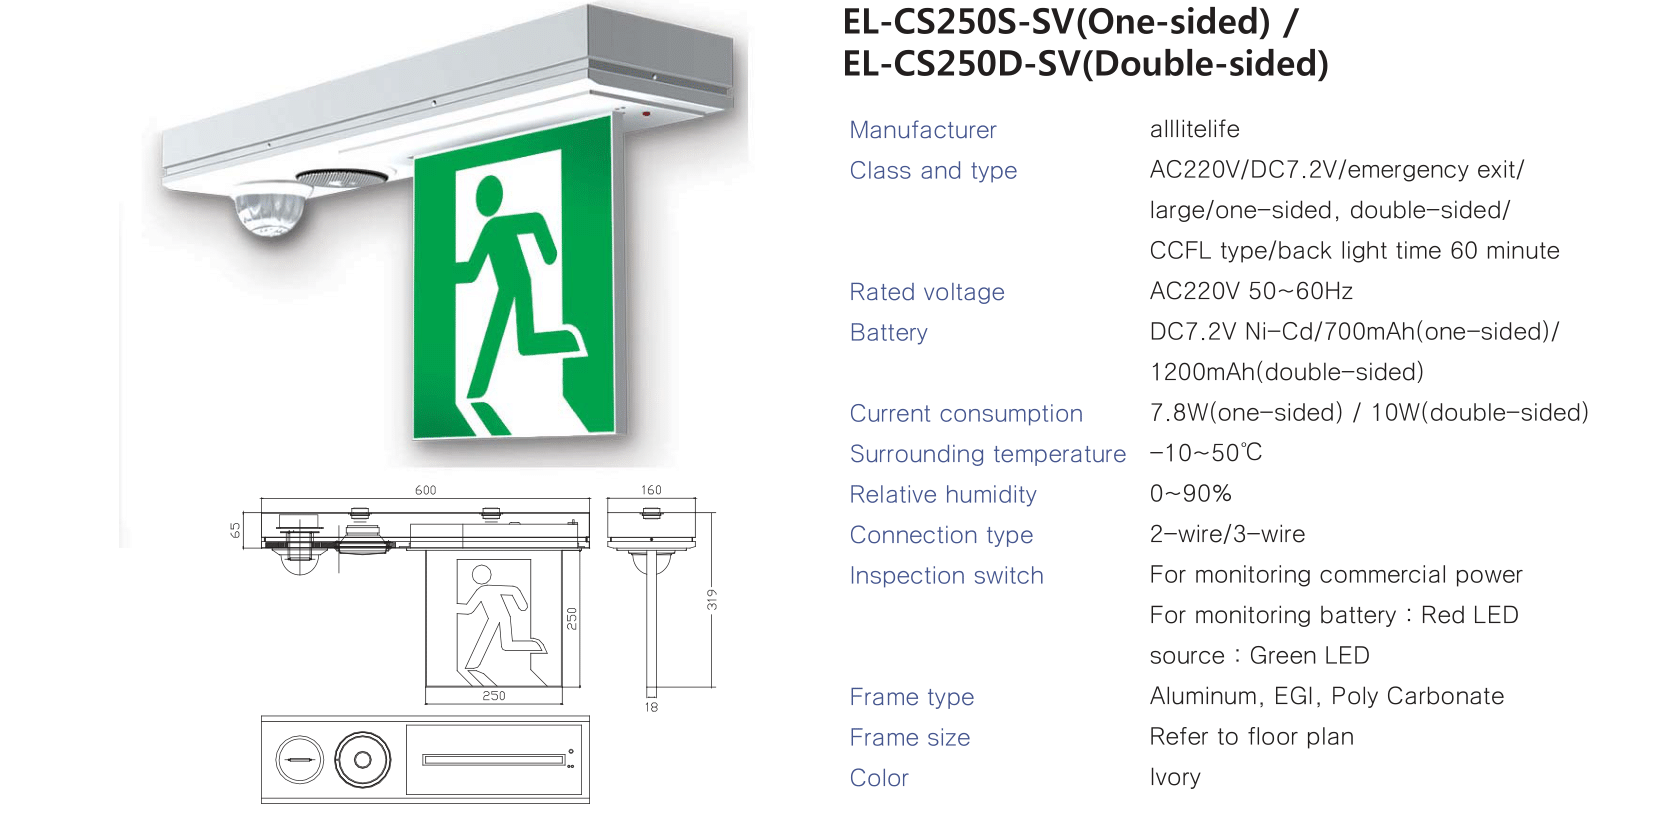 EL-CS250S-SV(One-sided) /
EL-CS250D-SV(Double-sided)
Manufacturer alllitelife
Class and type AC220V/DC7.2V/emergency exit/
large/one-sided, double-sided/
CCFL type/back light time 60 minute
Rated voltage AC220V 50~60Hz
Battery DC7.2V Ni-Cd/700mAh(one-sided)/
1200mAh(double-sided)
Current consumption 7.8W(one-sided) / 10W(double-sided)
Surrounding temperature -10~50℃
Relative humidity 0~90%
Connection type 2-wire/3-wire
Inspection switch For monitoring commercial power
For monitoring battery : Red LED
source : Green LED
Frame type Aluminum, EGI, Poly Carbonate
Frame size Refer to floor plan
Color Ivory
600
160
65
319
250
250
18